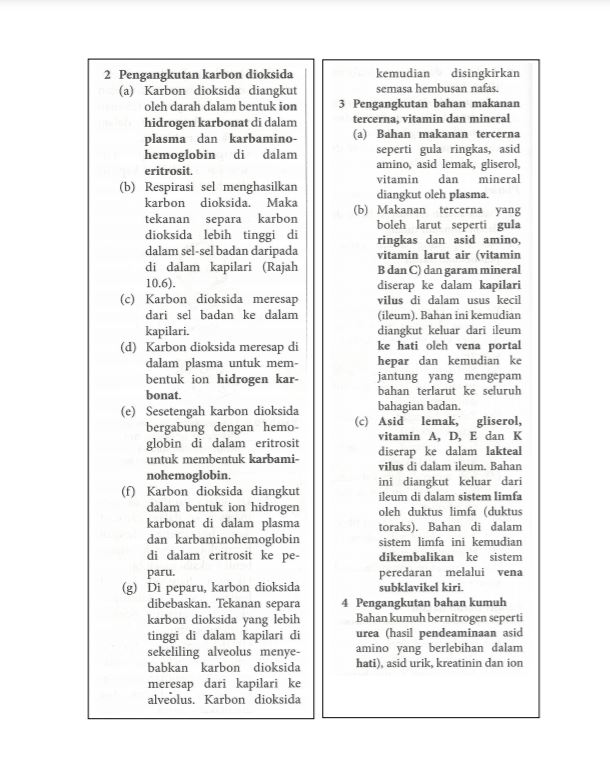 2 Pengangkutan karbon dioksida
(a) Karbon dioksida diangkut
oleh darah dalam bentuk ion
hidrogen karbonat di dalam
plasma dan karbamino-
hemoglobin di dalam
eritrosit.
(b) Respirasi sel menghasilkan
karbon dioksida. Maka
tekanan separa karbon
dioksida lebih tinggi di
dalam sel-sel badan daripada
di dalam kapilari (Rajah
10.6).
(c) Karbon dioksida meresap
dari sel badan ke dalam
kapilari.
(d) Karbon dioksida meresap di
dalam plasma untuk mem-
bentuk ion hidrogen kar-
bonat.
(e) Sesetengah karbon dioksida
bergabung dengan hemo-
globin di dalam eritrosit
untuk membentuk karbami-
nohemoglobin.
(f) Karbon dioksida diangkut
dalam bentuk ion hidrogen
karbonat di dalam plasma
dan karbaminohemoglobin
di dalam eritrosit ke pe-
paru.
(g) Di peparu, karbon dioksida
dibebaskan. Tekanan separa
karbon dioksida yang lebih
tinggi di dalam kapilari di
sekeliling alveolus menye-
babkan karbon dioksida
meresap dari kapilari ke
alveolus. Karbon dioksida
kemudian disingkirkan
semasa hembusan nafas.
3 Pengangkutan bahan makanan
tercerna, vitamin dan mineral
(a) Bahan makanan tercerna
seperti gula ringkas, asid
amino, asid lemak, gliserol,
vitamin dan mineral
diangkut oleh plasma.
(b) Makanan tercerna yang
boleh larut seperti gula
ringkas dan asid amino,
vitamin larut air (vitamin
B dan C) dan garam mineral
diserap ke dalam kapilari
vilus di dalam usus kecil
(ileum). Bahan ini kemudian
diangkut keluar dari ileum
ke hati oleh vena portal
hepar dan kemudian ke
jantung yang mengepam
bahan terlarut ke seluruh
bahagian badan.
(c) Asid lemak, gliserol,
vitamin A, D, E dan K
diserap ke dalam lakteal
vilus di dalam ileum. Bahan
ini diangkut keluar dari
ileum di dalam sistem limfa
oleh duktus limfa (duktus
toraks). Bahan di dalam
sistem limfa ini kemudian
dikembalikan ke sistem
peredaran melalui vena
subklavikel kiri.
4 Pengangkutan bahan kumuh
Bahan kumuh bernitrogen seperti
urea (hasil pendeaminaan asid
amino yang berlebihan dalam
hati), asid urik, kreatinin dan ion